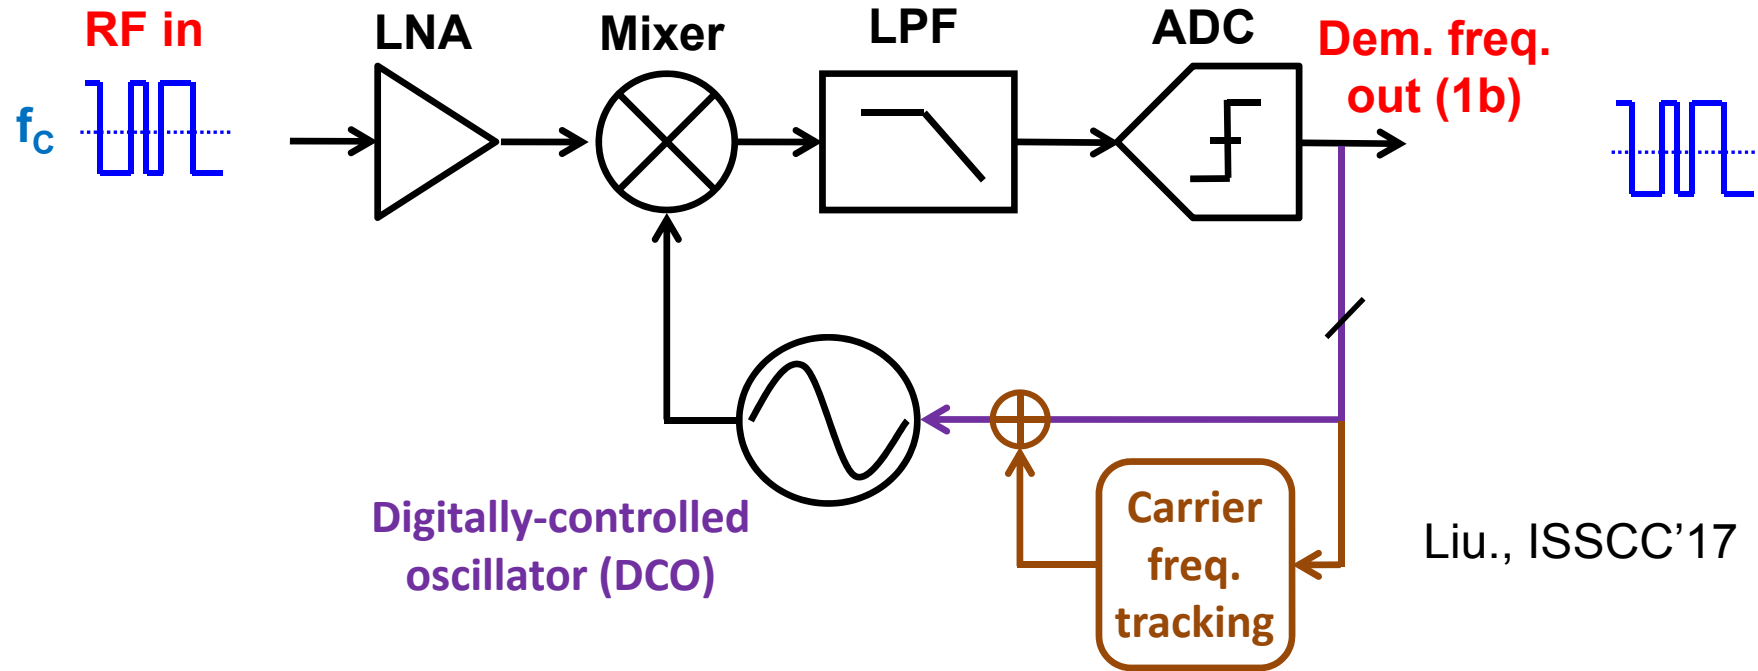 RF in
LNA
Mixer
LPF
ADC
Dem. freq.
out (1b)
fC
Digitally-controlled
oscillator (DCO)
Carrier
freq.
tracking
Liu., ISSCC’17